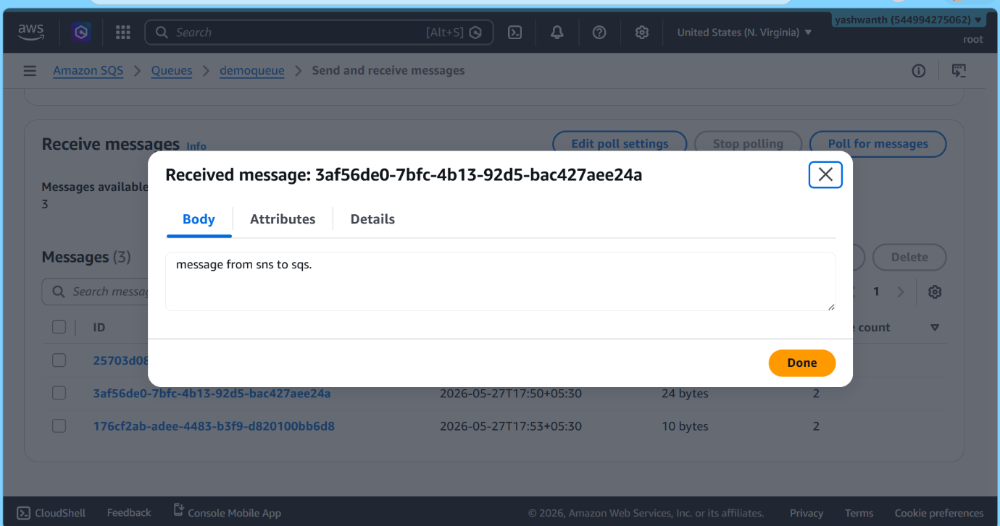 aws
Search [Alt+S] United States (N. Virginia) yashwanth (544994275062)
root
Amazon SQS Queues demoqueue Send and receive messages
Receive messages Info Edit poll settings Stop polling Poll for messages
Received message: 3af56de0-7bfc-4b13-92d5-bac427aee24a
Messages available
3
Body Attributes Details
Messages (3) Delete
message from sns to sqs.
Search 1
ID count
25703d08
Done
3af56de0-7bfc-4b13-92d5-bac427aee24a 2026-05-27T17:50+05:30 24 bytes 2
176cf2ab-adee-4483-b3f9-d820100bb6d8 2026-05-27T17:53+05:30 10 bytes 2
CloudShell Feedback Console Mobile App © 2026, Amazon Web Services, Inc. or its affiliates. Privacy Terms Cookie preferences